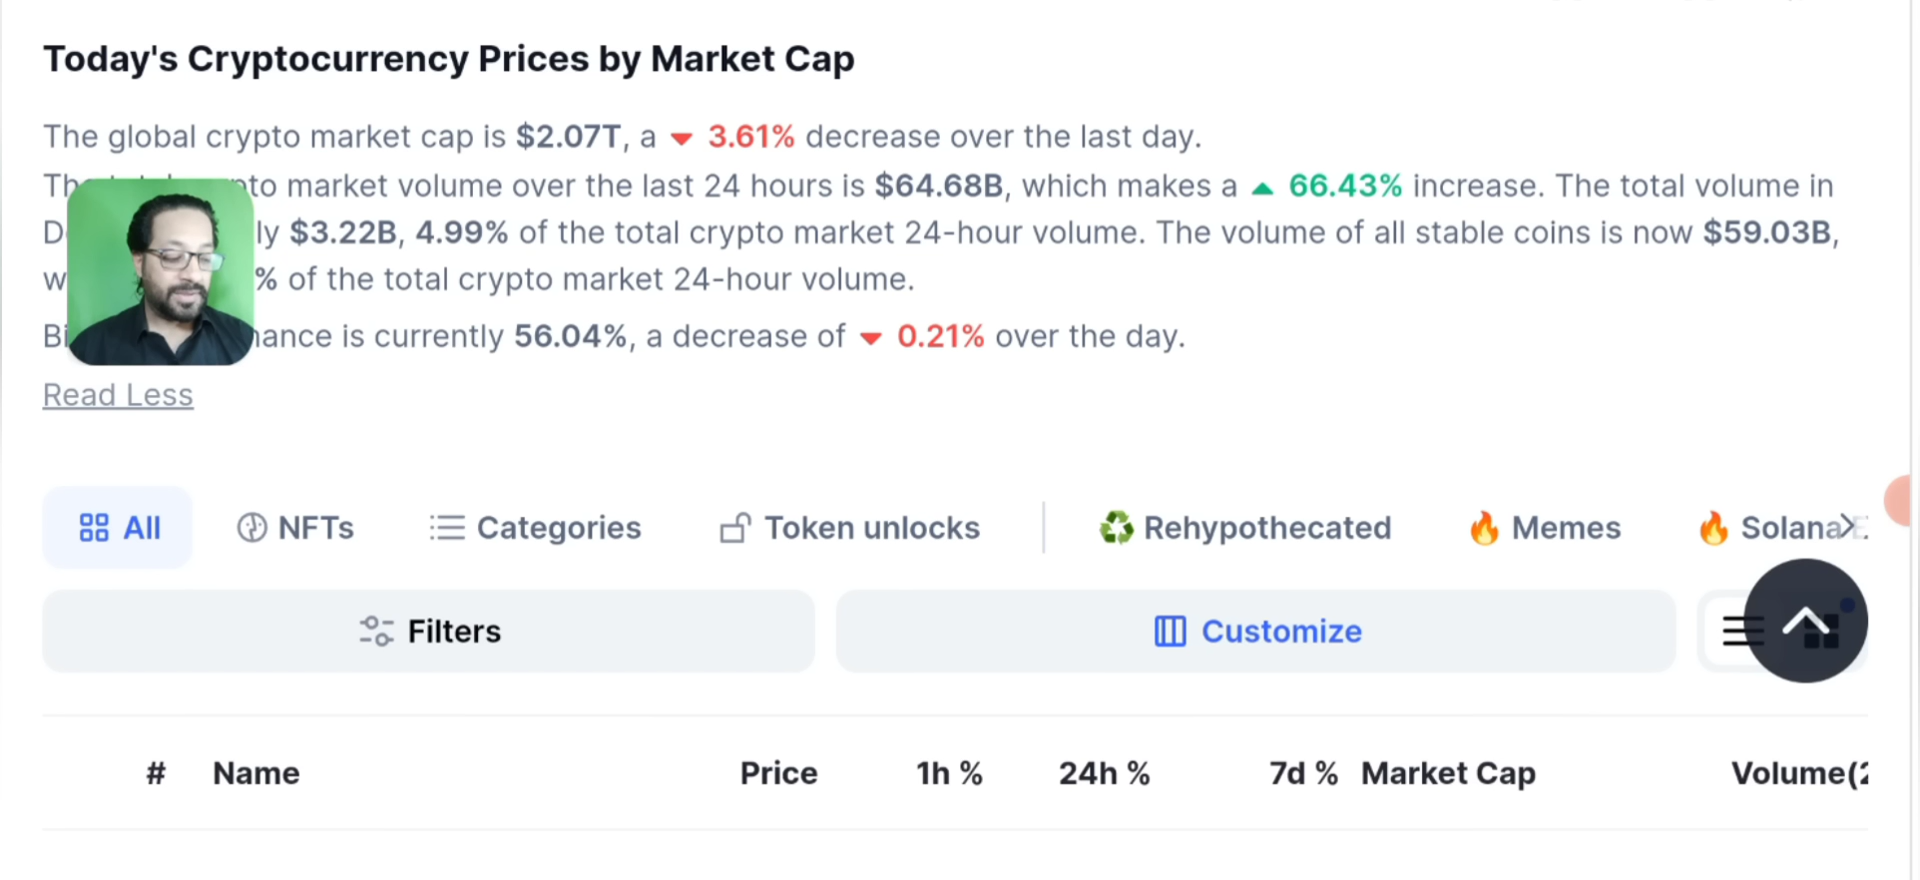 Today's Cryptocurrency Prices by Market Cap
The global crypto market cap is $2.07T, a 3.61% decrease over the last day.
market volume over the last 24 hours is $64.68B, which makes a 66.43% increase. The total volume in
$3.22B, 4.99% of the total crypto market 24-hour volume. The volume of all stable coins is now $59.03B,
% of the total crypto market 24-hour volume.
is currently 56.04%, a decrease of 0.21% over the day.
Read Less
All NFTs Categories Token unlocks Rehypothecated Memes Solana
Filters Customize
# Name Price 1h % 24h % 7d % Market Cap Volume(2